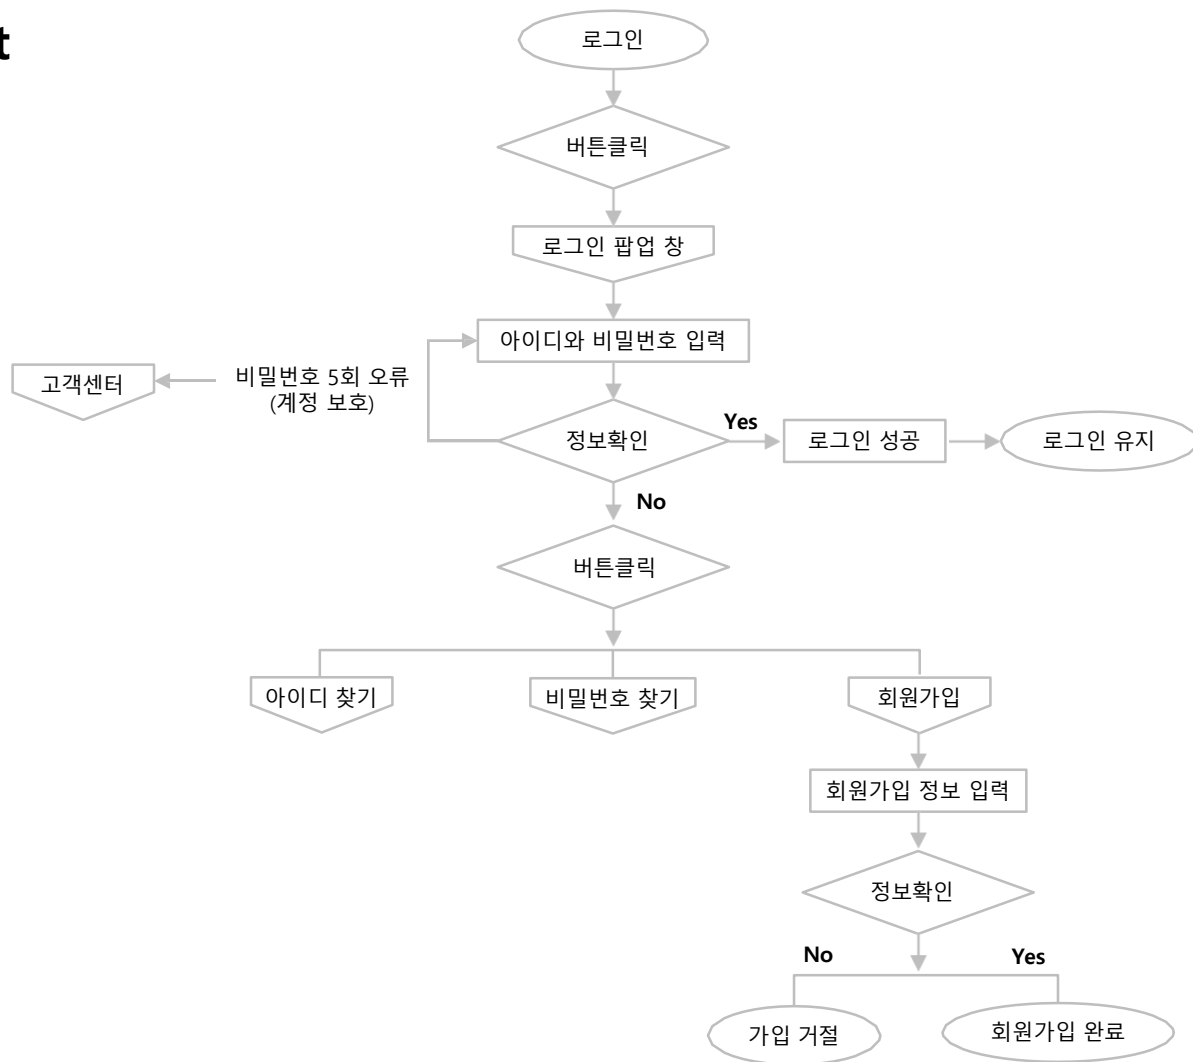 t
로그인
버튼클릭
로그인 팝업 창
아이디와 비밀번호 입력
고객센터
비밀번호 5회 오류
(계정 보호)
정보확인
Yes
로그인 성공
로그인 유지
No
버튼클릭
아이디 찾기
비밀번호 찾기
회원가입
회원가입 정보 입력
정보확인
No
Yes
가입 거절
회원가입 완료